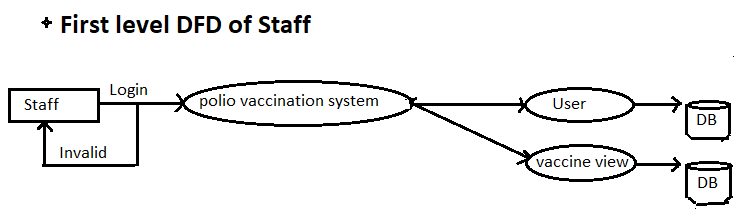 First level DFD of Staff
Login
Staff
polio vaccination system
User
DB
Invalid
vaccine view
DB